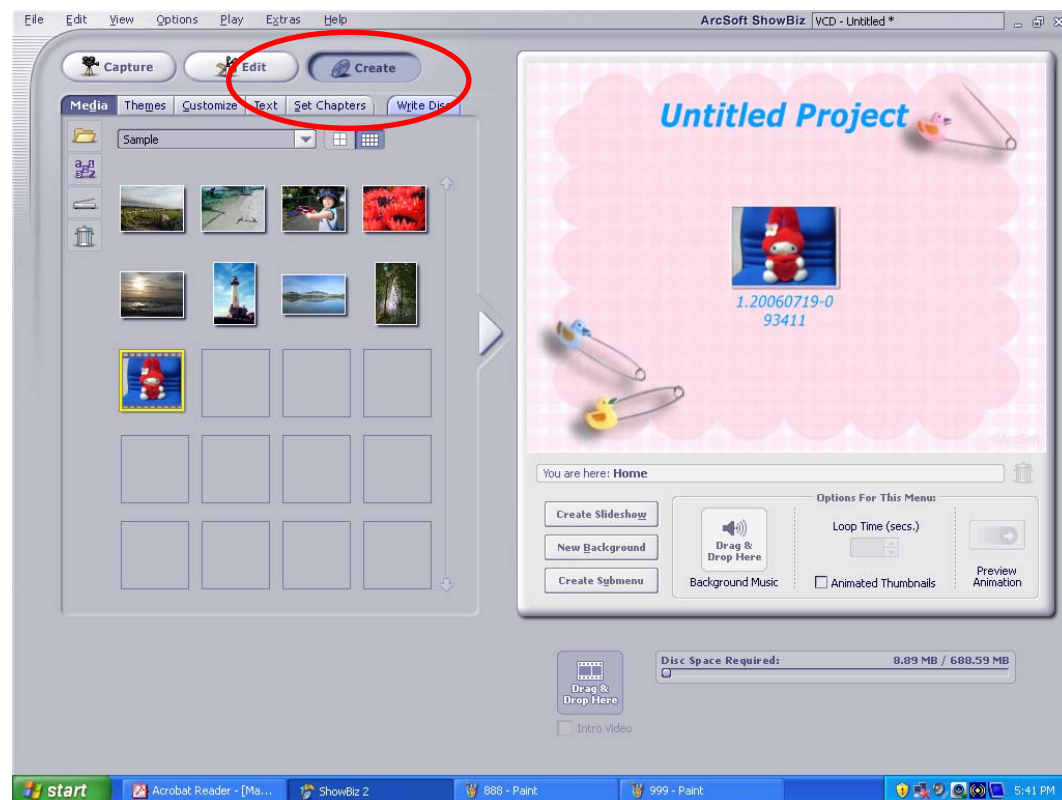 File Edit View Options Play Extras Help
ArcSoft ShowBiz VCD - Untitled *
Capture Edit Create
Media Themes Customize Text Set Chapters Write Disc
Sample
Untitled Project
1.20060719-0
93411
©ArcSoft
You are here: Home
Create Slideshow
New Background
Create Submenu
Drag &
Drop Here
Background Music
Options For This Menu:
Loop Time (secs.)
Animated Thumbnails
Preview
Animation
Drag &
Drop Here
Intro Video
Disc Space Required: 8.89 MB / 688.59 MB
start Acrobat Reader - [Ma... ShowBiz 2 888 - Paint 999 - Paint 5:41 PM